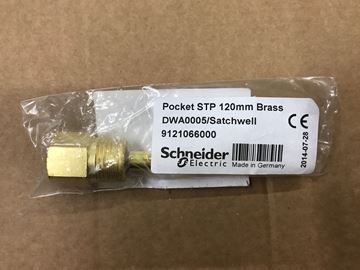 Pocket STP 120mm Brass
DWA0005/Satchwell
9121066000
CE
Schneider
Electric
Made in Germany
2014-07-28